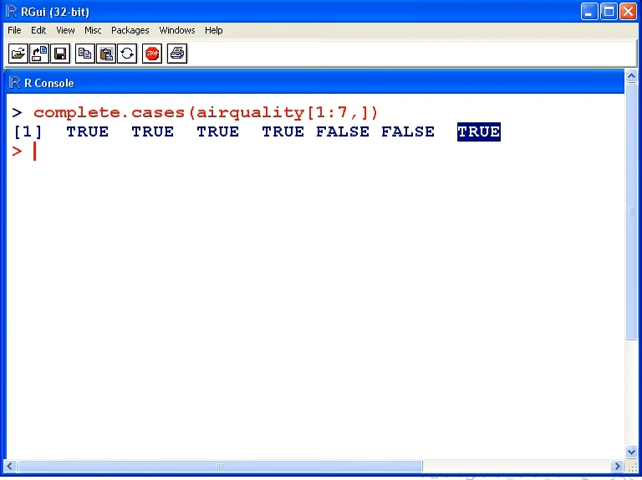 RGui (32-bit)
File Edit View Misc Packages Windows Help
STOP
R Console
> complete.cases(airquality[1:7,])
[1] TRUE TRUE TRUE TRUE FALSE FALSE TRUE
>